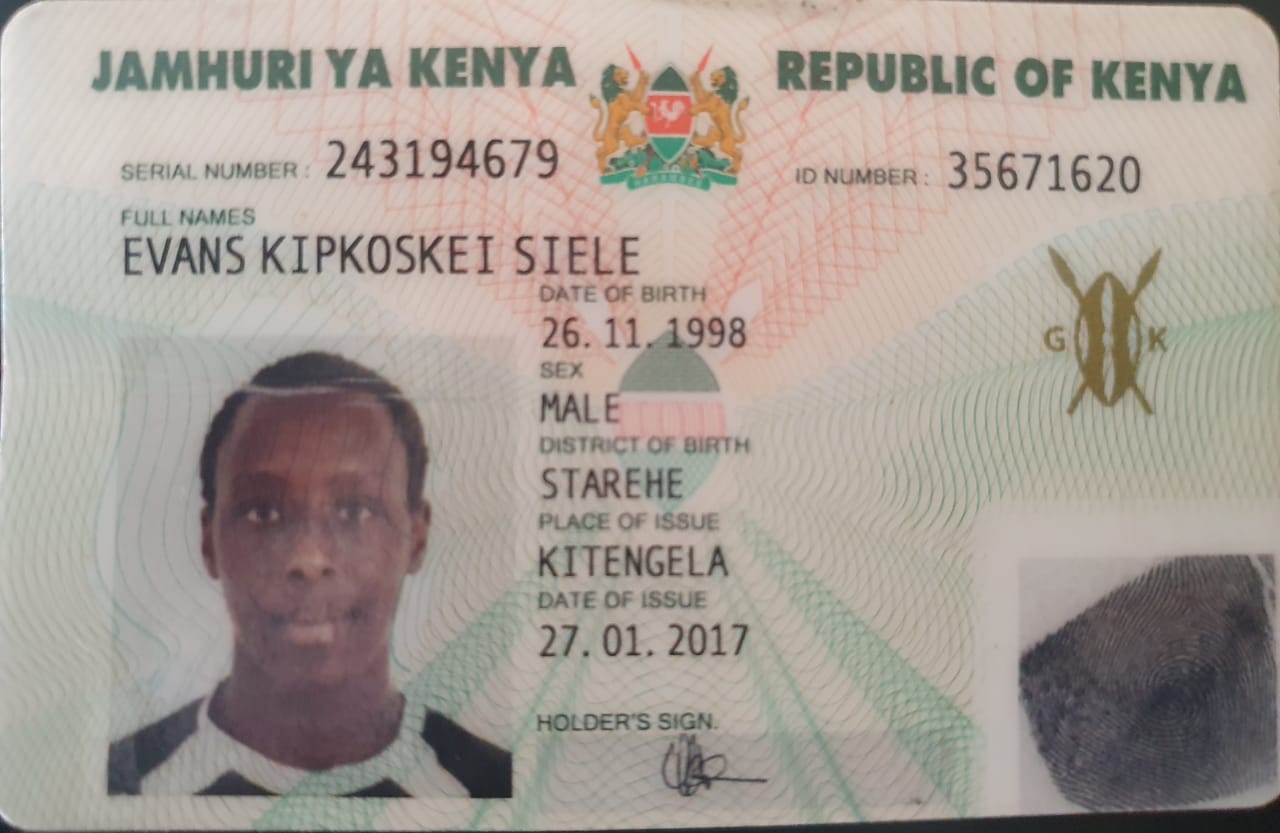 JAMHURI YA KENYA REPUBLIC OF KENYA
SERIAL NUMBER : 243194679 ID NUMBER : 35671620
FULL NAMES
EVANS KIPKOSKEI SIELE
DATE OF BIRTH
26. 11. 1998
G K
SEX
MALE
DISTRICT OF BIRTH
STAREHE
PLACE OF ISSUE
KITENGELA
DATE OF ISSUE
27. 01. 2017
HOLDER'S SIGN.